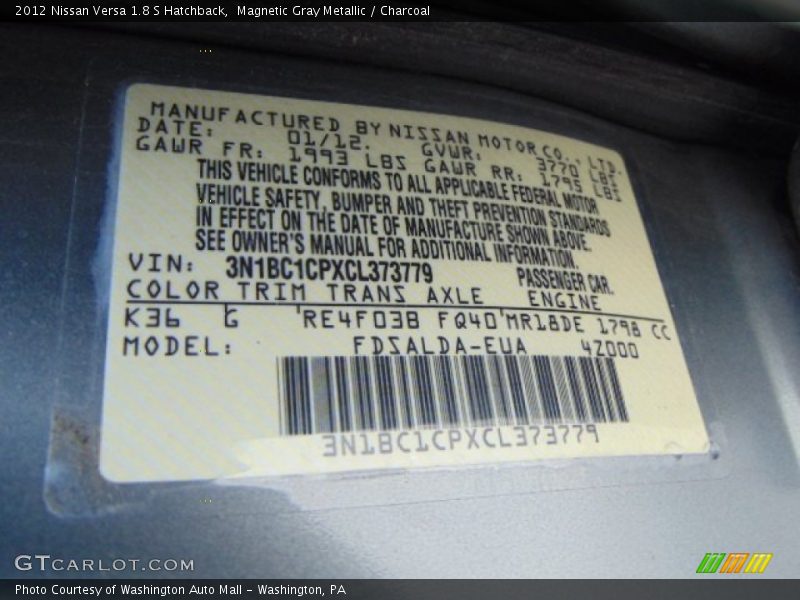 2012 Nissan Versa 1.8 S Hatchback,  Magnetic Gray Metallic / Charcoal
MANUFACTURED BY NISSAN MOTOR CO., LTD.
DATE: 01/12. GVWR: 3770 LBS
GAWR FR: 1993 LBS GAWR RR: 1795 LBS
THIS VEHICLE CONFORMS TO ALL APPLICABLE FEDERAL MOTOR
VEHICLE SAFETY, BUMPER AND THEFT PREVENTION STANDARDS
IN EFFECT ON THE DATE OF MANUFACTURE SHOWN ABOVE.
SEE OWNER'S MANUAL FOR ADDITIONAL INFORMATION.
VIN: 3N1BC1CPXCL373779 PASSENGER CAR.
COLOR TRIM TRANS AXLE ENGINE
K36 G RE4F03B FQ40 MR18DE 1798 CC
MODEL: FDSALDA-EUA 4Z000
3N1BC1CPXCL373779
GTCARLOT.COM
Photo Courtesy of Washington Auto Mall - Washington, PA